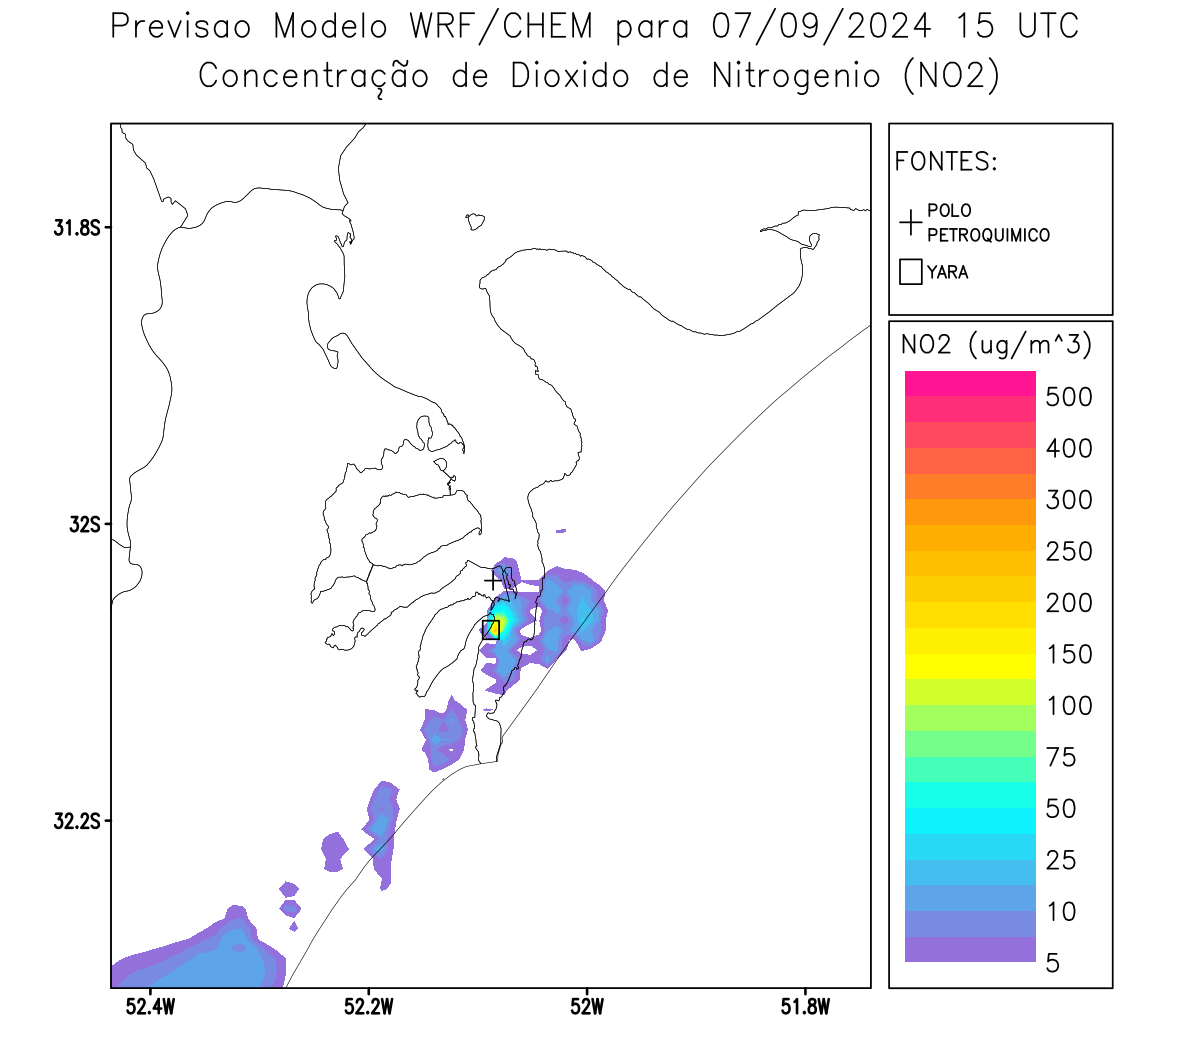 Previsao Modelo WRF/CHEM para 07/09/2024 15 UTC
Concentração de Dioxido de Nitrogenio (NO2)
FONTES:
POLO
PETROQUIMICO
YARA
NO2 (ug/m^3)
500
400
300
250
200
150
100
75
50
25
10
5
31.8S
32S
32.2S
52.4W
52.2W
52W
51.8W